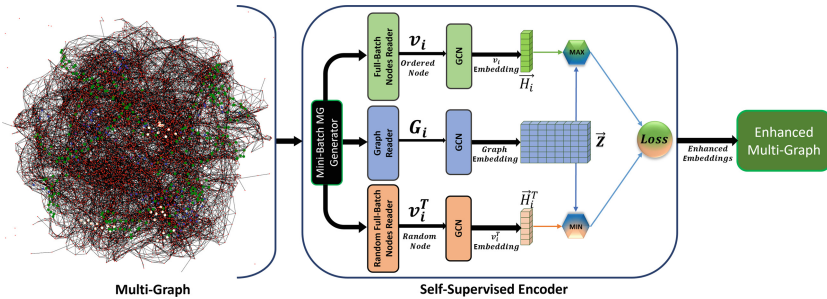 Full-Batch
Nodes Reader
v_i
Ordered
Node
GCN
v_i
Embedding
H_i
MAX
Mini-Batch MG
Generator
Graph
Reader
G_i
GCN
Graph
Embedding
Z
Loss
Enhanced
Embeddings
Enhanced
Multi-Graph
Random Full-Batch
Nodes Reader
v_i^T
Random
Node
GCN
v_i^T
Embedding
H_i^T
MIN
Multi-Graph
Self-Supervised Encoder